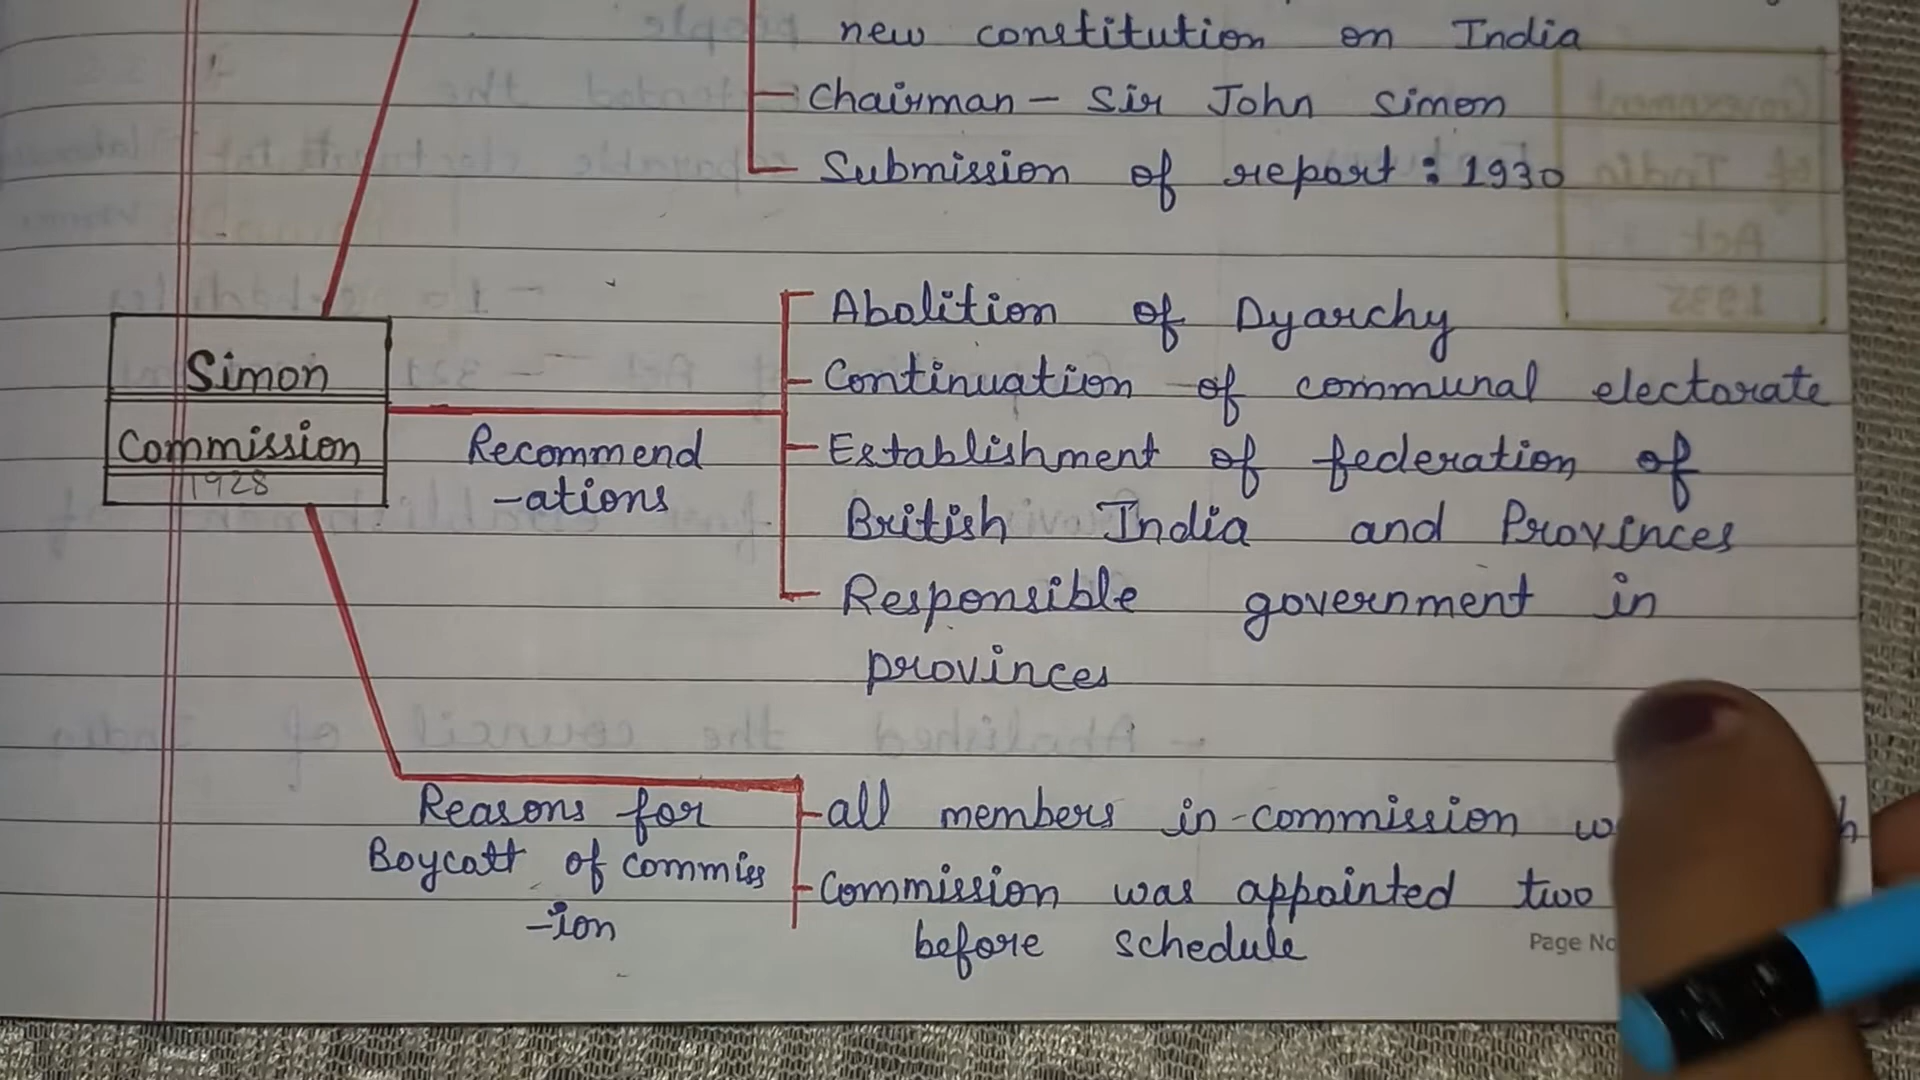 new constitution on India
Chairman - Sir John Simon
Submission of report : 1930
Simon
Commission
1928
Recommend
-ations
Abolition of Dyarchy
Continuation of communal electorate
Establishment of federation of
British India and Provinces
Responsible government in
provinces
Reasons for
Boycott of commiss
-ion
all members in commission
Commission was appointed two
before schedule
Page No